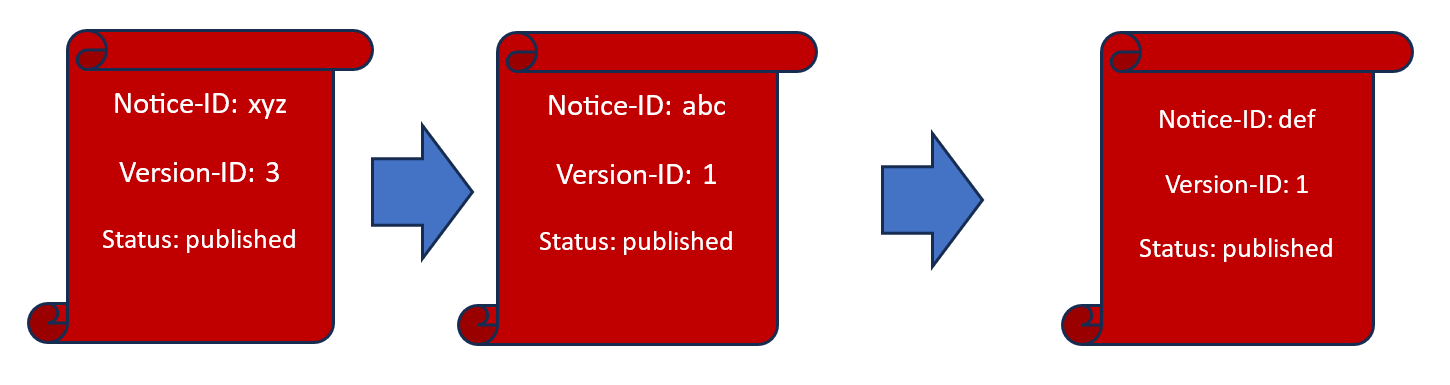 Notice-ID: xyz
Version-ID: 3
Status: published
Notice-ID: abc
Version-ID: 1
Status: published
Notice-ID: def
Version-ID: 1
Status: published